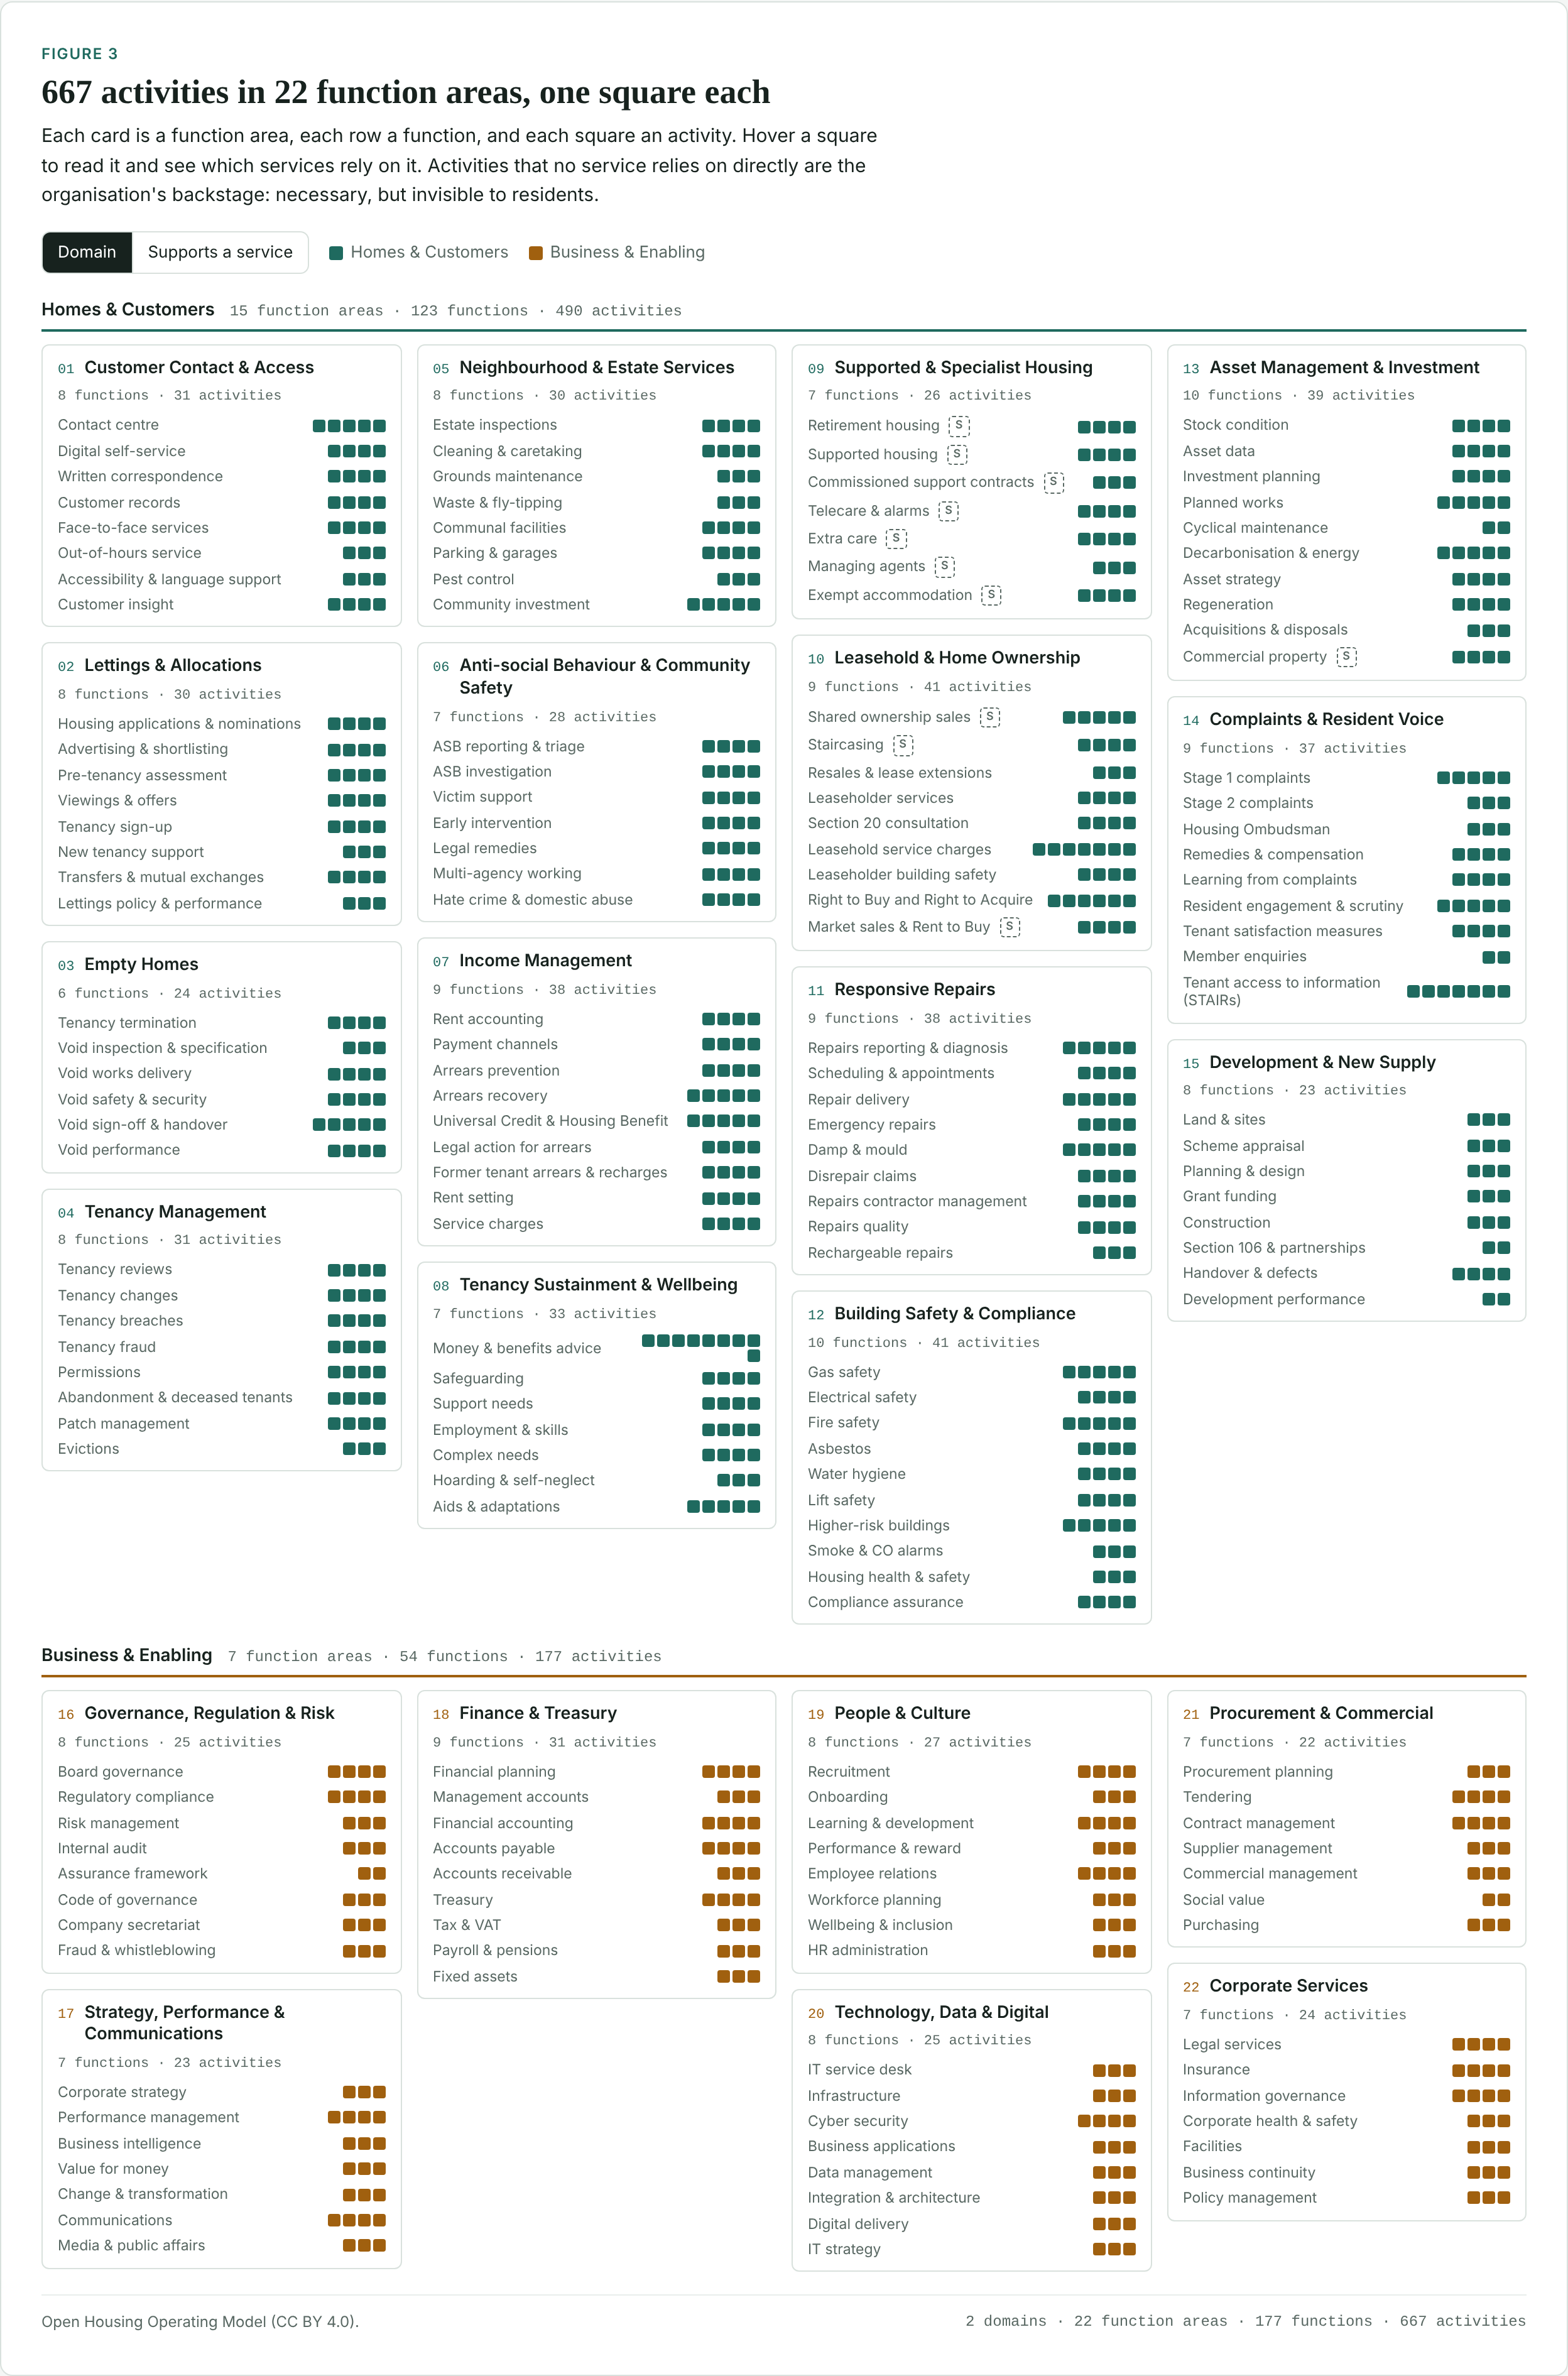 FIGURE 3
667 activities in 22 function areas, one square each
Each card is a function area, each row a function, and each square an activity. Hover a square
to read it and see which services rely on it. Activities that no service relies on directly are the
organisation's backstage: necessary, but invisible to residents.
Domain
Supports a service
Homes & Customers
Business & Enabling
Homes & Customers 15 function areas · 123 functions · 490 activities
01 Customer Contact & Access
8 functions · 31 activities
Contact centre
Digital self-service
Written correspondence
Customer records
Face-to-face services
Out-of-hours service
Accessibility & language support
Customer insight
02 Lettings & Allocations
8 functions · 30 activities
Housing applications & nominations
Advertising & shortlisting
Pre-tenancy assessment
Viewings & offers
Tenancy sign-up
New tenancy support
Transfers & mutual exchanges
Lettings policy & performance
03 Empty Homes
6 functions · 24 activities
Tenancy termination
Void inspection & specification
Void works delivery
Void safety & security
Void sign-off & handover
Void performance
04 Tenancy Management
8 functions · 31 activities
Tenancy reviews
Tenancy changes
Tenancy breaches
Tenancy fraud
Permissions
Abandonment & deceased tenants
Patch management
Evictions
05 Neighbourhood & Estate Services
8 functions · 30 activities
Estate inspections
Cleaning & caretaking
Grounds maintenance
Waste & fly-tipping
Communal facilities
Parking & garages
Pest control
Community investment
06 Anti-social Behaviour & Community
Safety
7 functions · 28 activities
ASB reporting & triage
ASB investigation
Victim support
Early intervention
Legal remedies
Multi-agency working
Hate crime & domestic abuse
07 Income Management
9 functions · 38 activities
Rent accounting
Payment channels
Arrears prevention
Arrears recovery
Universal Credit & Housing Benefit
Legal action for arrears
Former tenant arrears & recharges
Rent setting
Service charges
08 Tenancy Sustainment & Wellbeing
7 functions · 33 activities
Money & benefits advice
Safeguarding
Support needs
Employment & skills
Complex needs
Hoarding & self-neglect
Aids & adaptations
09 Supported & Specialist Housing
7 functions · 26 activities
Retirement housing S
Supported housing S
Commissioned support contracts S
Telecare & alarms S
Extra care S
Managing agents S
Exempt accommodation S
10 Leasehold & Home Ownership
9 functions · 41 activities
Shared ownership sales S
Staircasing S
Resales & lease extensions
Leaseholder services
Section 20 consultation
Leasehold service charges
Leaseholder building safety
Right to Buy and Right to Acquire
Market sales & Rent to Buy S
11 Responsive Repairs
9 functions · 38 activities
Repairs reporting & diagnosis
Scheduling & appointments
Repair delivery
Emergency repairs
Damp & mould
Disrepair claims
Repairs contractor management
Repairs quality
Rechargeable repairs
12 Building Safety & Compliance
10 functions · 41 activities
Gas safety
Electrical safety
Fire safety
Asbestos
Water hygiene
Lift safety
Higher-risk buildings
Smoke & CO alarms
Housing health & safety
Compliance assurance
13 Asset Management & Investment
10 functions · 39 activities
Stock condition
Asset data
Investment planning
Planned works
Cyclical maintenance
Decarbonisation & energy
Asset strategy
Regeneration
Acquisitions & disposals
Commercial property S
14 Complaints & Resident Voice
9 functions · 37 activities
Stage 1 complaints
Stage 2 complaints
Housing Ombudsman
Remedies & compensation
Learning from complaints
Resident engagement & scrutiny
Tenant satisfaction measures
Member enquiries
Tenant access to information
(STAIRs)
15 Development & New Supply
8 functions · 23 activities
Land & sites
Scheme appraisal
Planning & design
Grant funding
Construction
Section 106 & partnerships
Handover & defects
Development performance
Business & Enabling 7 function areas · 54 functions · 177 activities
16 Governance, Regulation & Risk
8 functions · 25 activities
Board governance
Regulatory compliance
Risk management
Internal audit
Assurance framework
Code of governance
Company secretariat
Fraud & whistleblowing
17 Strategy, Performance &
Communications
7 functions · 23 activities
Corporate strategy
Performance management
Business intelligence
Value for money
Change & transformation
Communications
Media & public affairs
18 Finance & Treasury
9 functions · 31 activities
Financial planning
Management accounts
Financial accounting
Accounts payable
Accounts receivable
Treasury
Tax & VAT
Payroll & pensions
Fixed assets
19 People & Culture
8 functions · 27 activities
Recruitment
Onboarding
Learning & development
Performance & reward
Employee relations
Workforce planning
Wellbeing & inclusion
HR administration
20 Technology, Data & Digital
8 functions · 25 activities
IT service desk
Infrastructure
Cyber security
Business applications
Data management
Integration & architecture
Digital delivery
IT strategy
21 Procurement & Commercial
7 functions · 22 activities
Procurement planning
Tendering
Contract management
Supplier management
Commercial management
Social value
Purchasing
22 Corporate Services
7 functions · 24 activities
Legal services
Insurance
Information governance
Corporate health & safety
Facilities
Business continuity
Policy management
Open Housing Operating Model (CC BY 4.0).
2 domains · 22 function areas · 177 functions · 667 activities